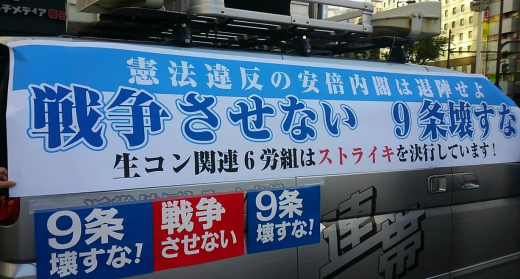 憲法違反の安倍内閣は退陣せよ
戦争させない 9条壊すな
生コン関連6労組はストライキを決行しています!
9条
壊すな!
戦争
させない
9条
壊すな!
連帯